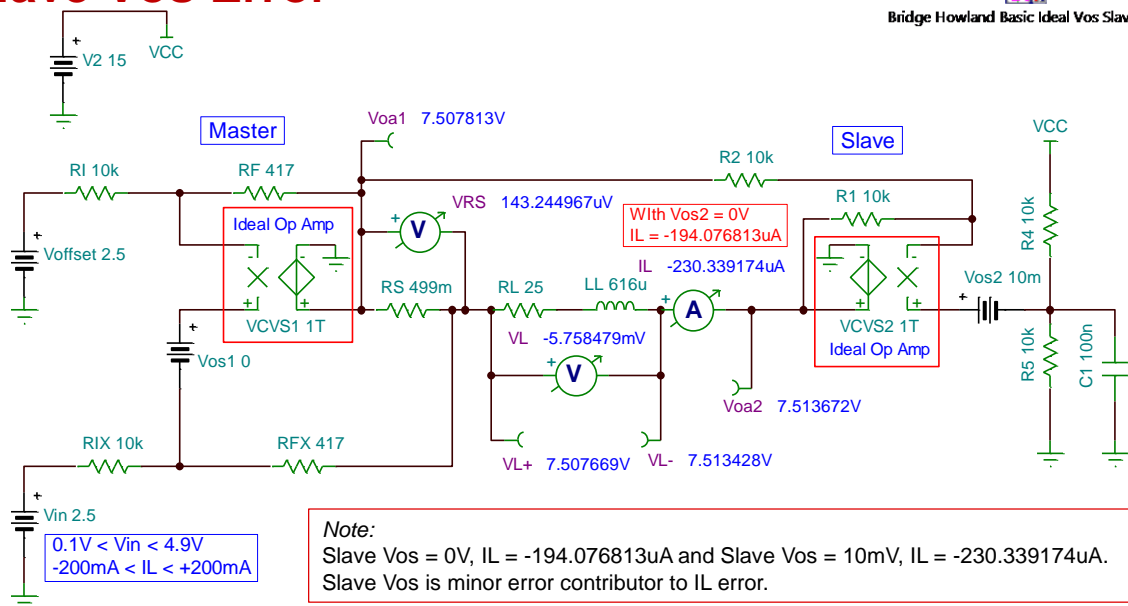 Slave Vos Error
Bridge Howland Basic Ideal Vos Slav
+
V2 15
VCC
Voa1 7.507813V
Master
Slave
VCC
RI 10k
RF 417
R2 10k
R1 10k
R4 10k
VRS 143.244967uV
+
V
Ideal Op Amp
-
-
+
+
VCVS1 1T
WIth Vos2 = 0V
IL = -194.076813uA
IL -230.339174uA
+
Voffset 2.5
RS 499m
RL 25
LL 616u
+
A
-
-
+
+
VCVS2 1T
Ideal Op Amp
+
Vos2 10m
+
Vos1 0
VL -5.758479mV
+
V
Voa2 7.513672V
R5 10k
C1 100n
RIX 10k
RFX 417
VL+ 7.507669V
VL- 7.513428V
+
Vin 2.5
0.1V < Vin < 4.9V
-200mA < IL < +200mA
Note:
Slave Vos = 0V, IL = -194.076813uA and Slave Vos = 10mV, IL = -230.339174uA.
Slave Vos is minor error contributor to IL error.